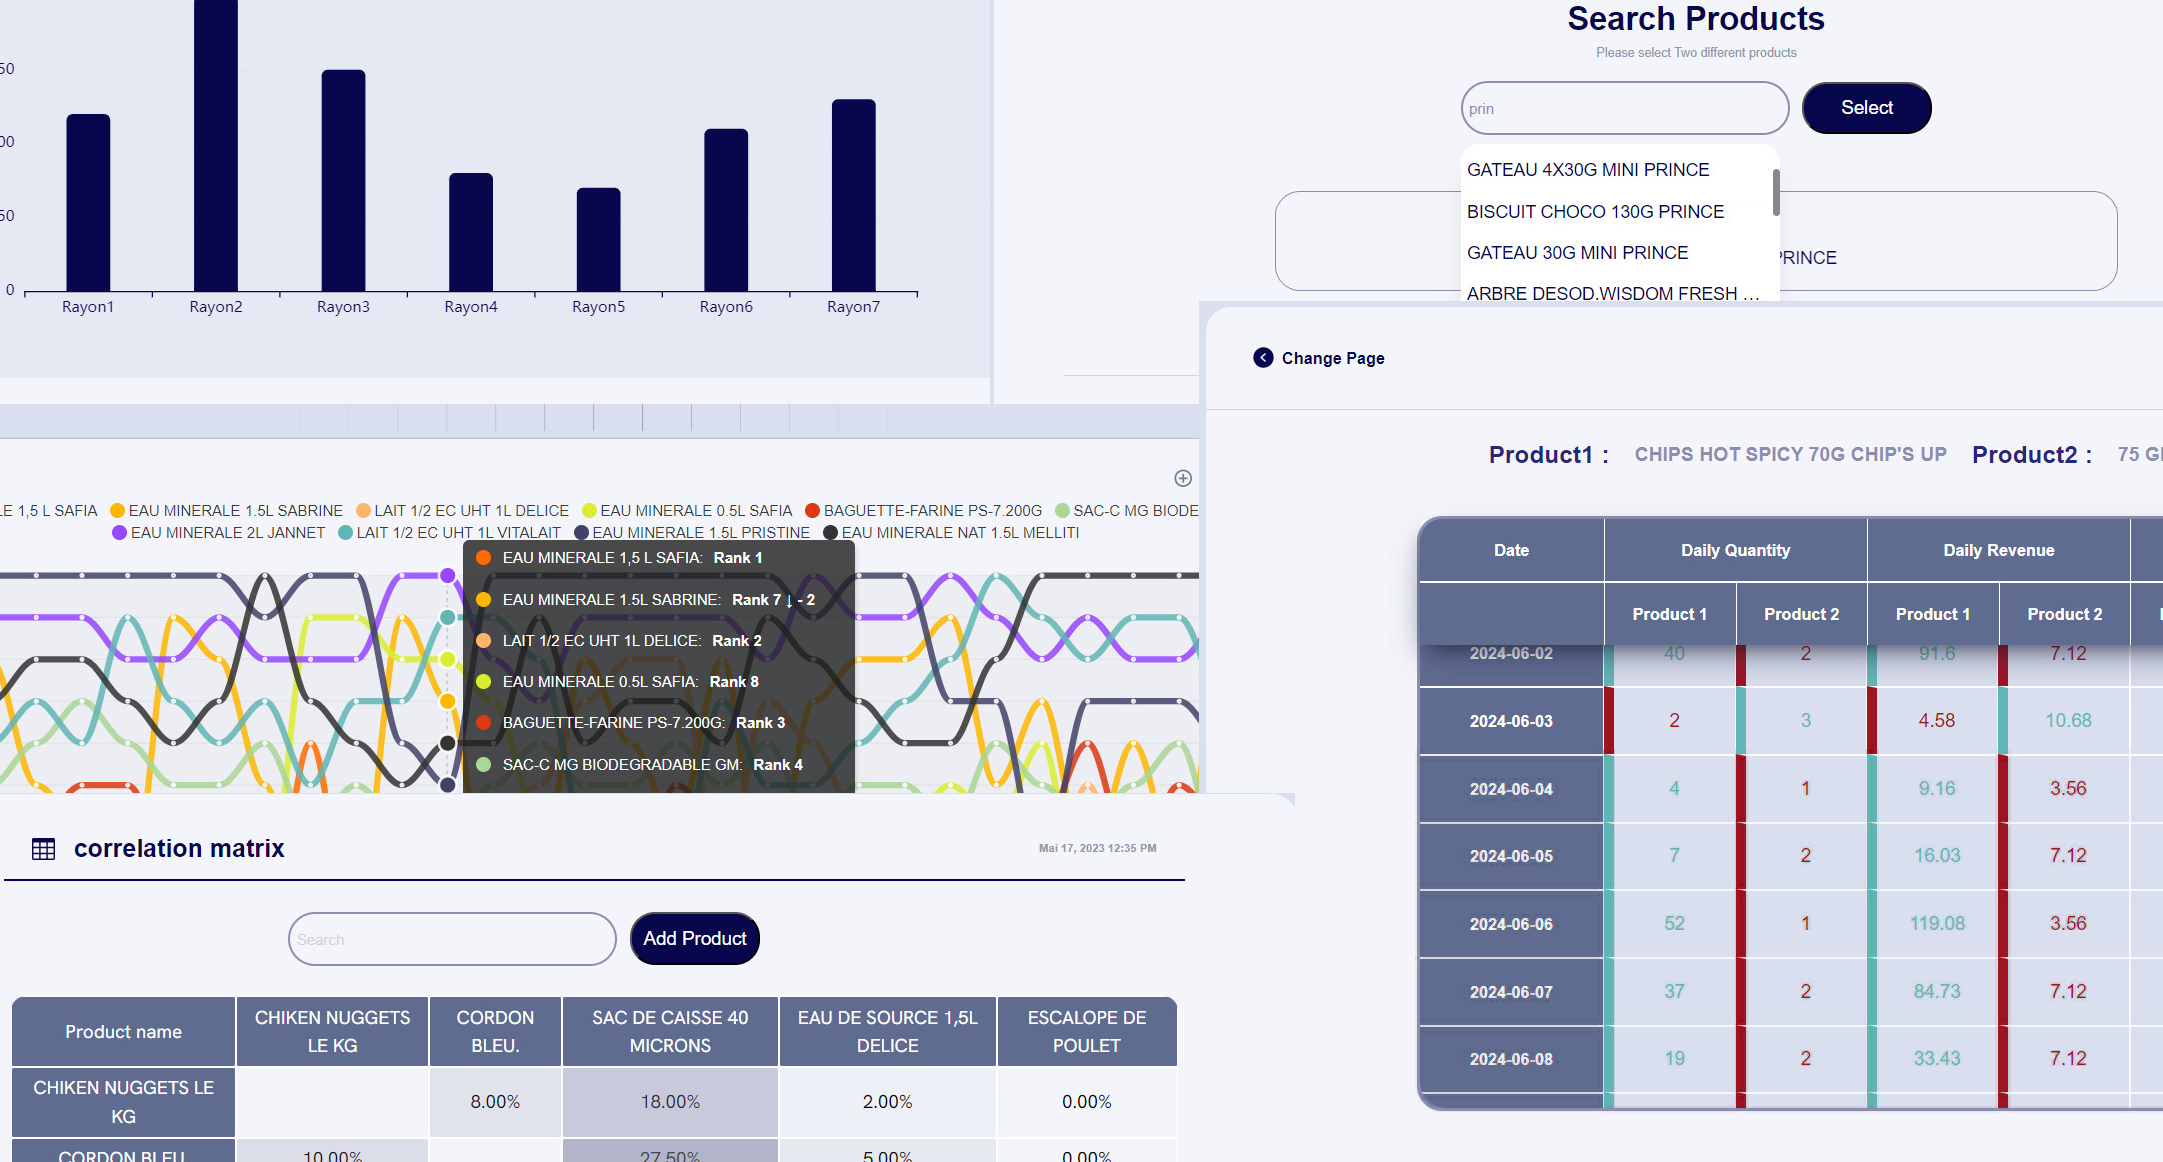 50
00
50
0
Rayon1 Rayon2 Rayon3 Rayon4 Rayon5 Rayon6 Rayon7
Search Products
Please select Two different products
prin
Select
GATEAU 4X30G MINI PRINCE
BISCUIT CHOCO 130G PRINCE
GATEAU 30G MINI PRINCE
PRINCE
ARBRE DESOD.WISDOM FRESH ...
Change Page
Product1 : CHIPS HOT SPICY 70G CHIP'S UP Product2 : 75 G
Date Daily Quantity Daily Revenue
Product 1 Product 2 Product 1 Product 2
2024-06-02 40 2 91.6 7.12
2024-06-03 2 3 4.58 10.68
2024-06-04 4 1 9.16 3.56
2024-06-05 7 2 16.03 7.12
2024-06-06 52 1 119.08 3.56
2024-06-07 37 2 84.73 7.12
2024-06-08 19 2 33.43 7.12
LE 1,5 L SAFIA EAU MINERALE 1.5L SABRINE LAIT 1/2 EC UHT 1L DELICE EAU MINERALE 0.5L SAFIA BAGUETTE-FARINE PS-7.200G SAC-C MG BIODE
EAU MINERALE 2L JANNET LAIT 1/2 EC UHT 1L VITALAIT EAU MINERALE 1.5L PRISTINE EAU MINERALE NAT 1.5L MELLITI
EAU MINERALE 1,5 L SAFIA: Rank 1
EAU MINERALE 1.5L SABRINE: Rank 7 ↓ - 2
LAIT 1/2 EC UHT 1L DELICE: Rank 2
EAU MINERALE 0.5L SAFIA: Rank 8
BAGUETTE-FARINE PS-7.200G: Rank 3
SAC-C MG BIODEGRADABLE GM: Rank 4
correlation matrix
Mai 17, 2023 12:35 PM
Search
Add Product
Product name CHIKEN NUGGETS LE KG CORDON BLEU. SAC DE CAISSE 40 MICRONS EAU DE SOURCE 1,5L DELICE ESCALOPE DE POULET
CHIKEN NUGGETS LE KG 8.00% 18.00% 2.00% 0.00%
CORDON BLEU 10.00% 27.50% 5.00% 0.00%